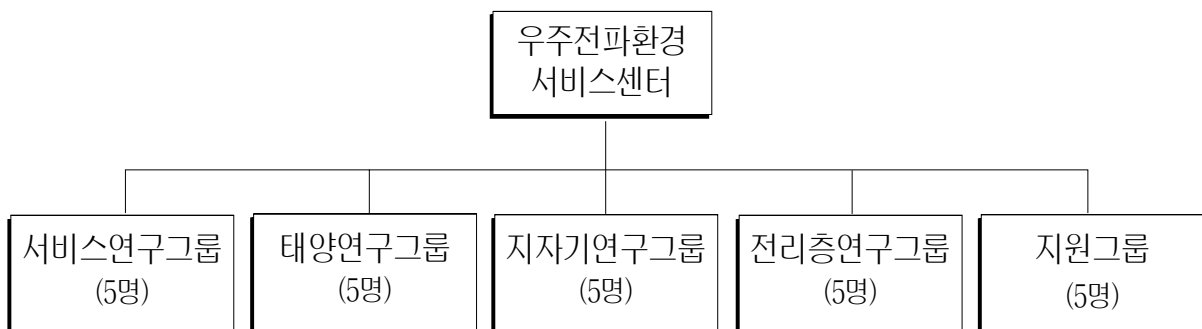 우주전파환경
서비스센터
서비스연구그룹
(5명)
태양연구그룹
(5명)
지자기연구그룹
(5명)
전리층연구그룹
(5명)
지원그룹
(5명)